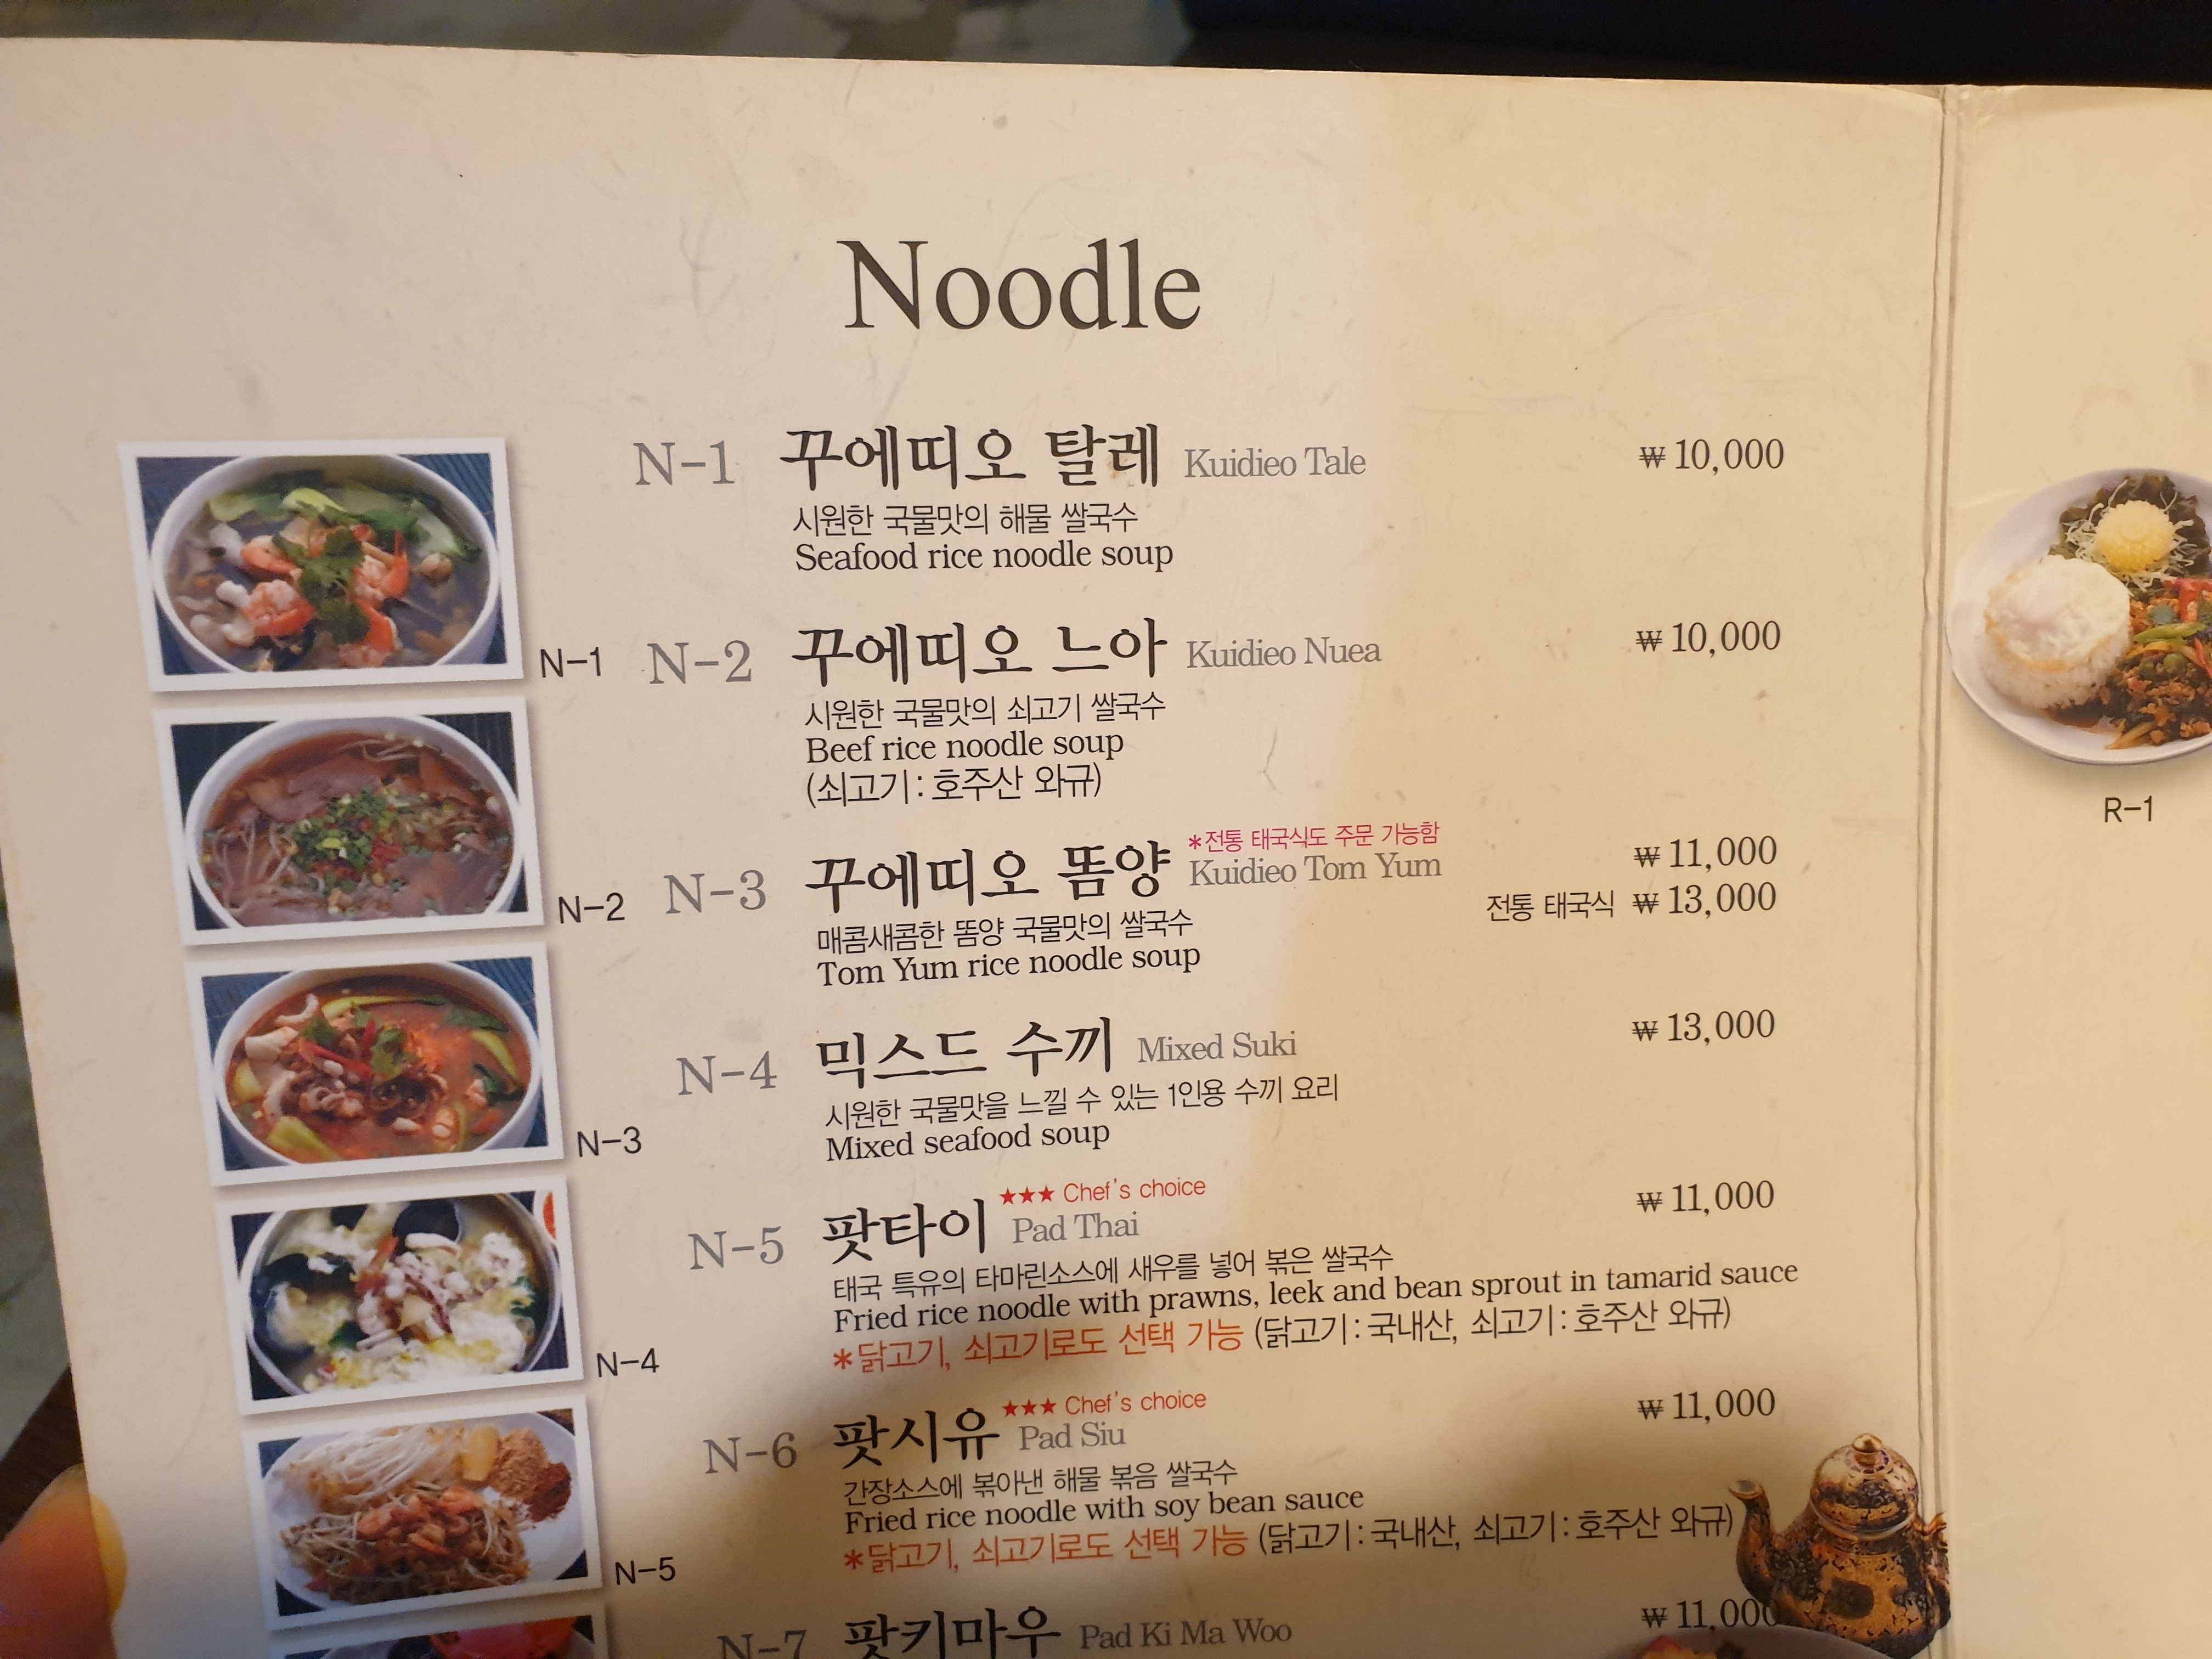 Noodle
N-1 꾸에띠오 탈레 Kuidieo Tale ₩ 10,000
시원한 국물맛의 해물 쌀국수
Seafood rice noodle soup
N-1
N-2 꾸에띠오 느아 Kuidieo Nuea ₩ 10,000
시원한 국물맛의 쇠고기 쌀국수
Beef rice noodle soup
(쇠고기 : 호주산 와규)
N-2
*전통 태국식도 주문 가능함
N-3 꾸에띠오 똠양 Kuidieo Tom Yum ₩ 11,000
전통 태국식 ₩ 13,000
매콤새콤한 똠양 국물맛의 쌀국수
Tom Yum rice noodle soup
N-3
N-4 믹스드 수끼 Mixed Suki ₩ 13,000
시원한 국물맛을 느낄 수 있는 1인용 수끼 요리
Mixed seafood soup
N-4
★★★ Chef's choice
N-5 팟타이 Pad Thai ₩ 11,000
태국 특유의 타마린소스에 새우를 넣어 볶은 쌀국수
Fried rice noodle with prawns, leek and bean sprout in tamarid sauce
*닭고기, 쇠고기로도 선택 가능 (닭고기 : 국내산, 쇠고기 : 호주산 와규)
N-5
★★★ Chef's choice
N-6 팟시유 Pad Siu ₩ 11,000
간장소스에 볶아낸 해물 볶음 쌀국수
Fried rice noodle with soy bean sauce
*닭고기, 쇠고기로도 선택 가능 (닭고기 : 국내산, 쇠고기 : 호주산 와규)
N-7 팟키마우 Pad Ki Ma Woo ₩ 11,000
R-1